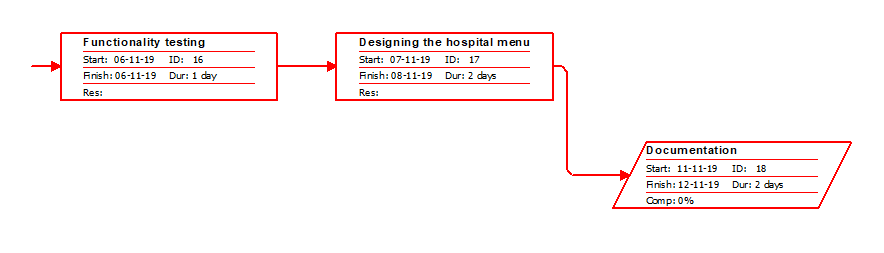 Functionality testing
Start: 06-11-19 ID: 16
Finish: 06-11-19 Dur: 1 day
Res:
Designing the hospital menu
Start: 07-11-19 ID: 17
Finish: 08-11-19 Dur: 2 days
Res:
Documentation
Start: 11-11-19 ID: 18
Finish: 12-11-19 Dur: 2 days
Comp: 0%